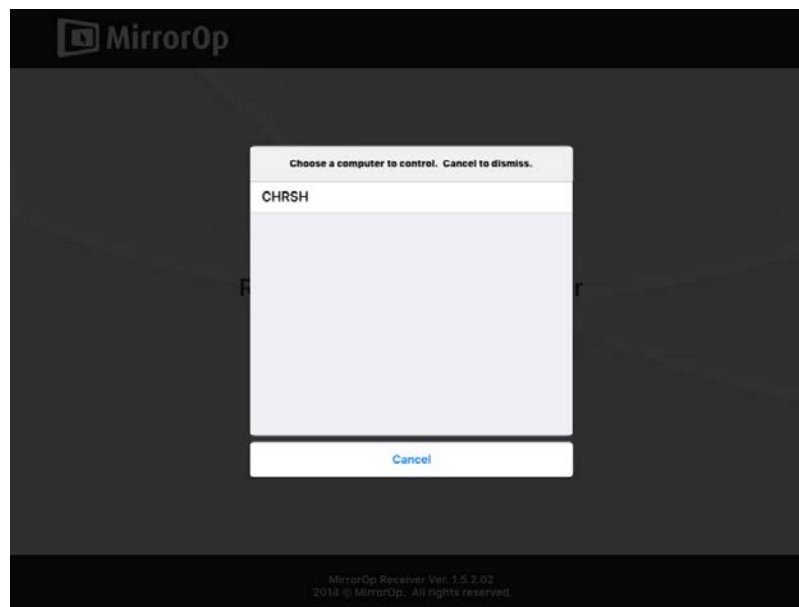 MirrorOp
Choose a computer to control. Cancel to dismiss.
CHRSH
Cancel
MirrorOp Receiver Ver. 1.5.2.02
2014 © MirrorOp. All rights reserved.